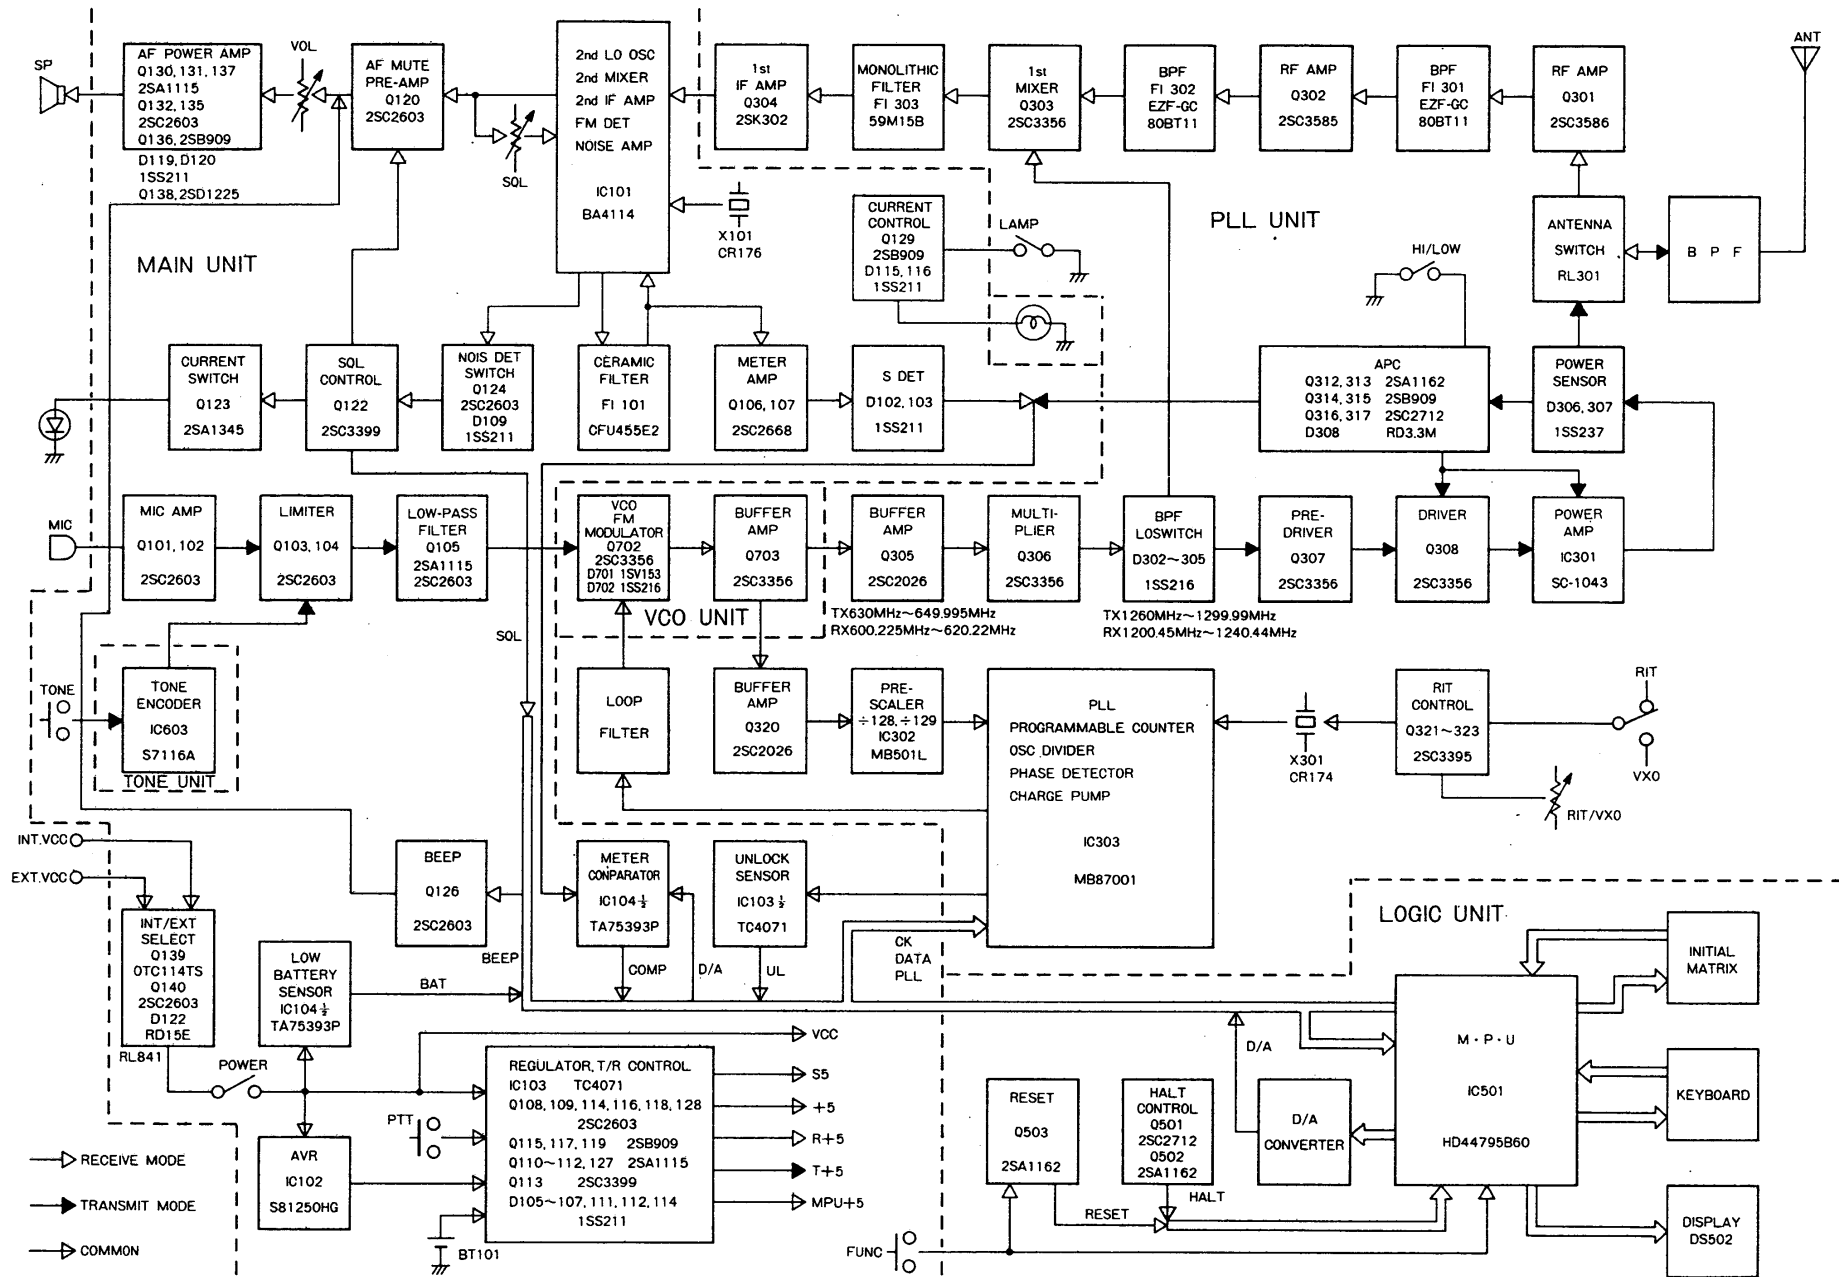 SP
AF POWER AMP
Q130, 131, 137
2SA1115
Q132, 135
2SC2603
Q136, 2SB909
D119, D120
1SS211
Q138, 2SD1225
VOL
AF MUTE
PRE-AMP
Q120
2SC2603
SQL
2nd LO OSC
2nd MIXER
2nd IF AMP
FM DET
NOISE AMP
IC101
BA4114
1st
IF AMP
Q304
2SK302
MONOLITHIC
FILTER
FI 303
59M15B
1st
MIXER
Q303
2SC3356
BPF
FI 302
EZF-GC
80BT11
RF AMP
Q302
2SC3585
BPF
FI 301
EZF-GC
80BT11
RF AMP
Q301
2SC3586
ANT
MAIN UNIT
X101
CR176
CURRENT
CONTROL
Q129
2SB909
D115, 116
1SS211
LAMP
PLL UNIT
HI/LOW
ANTENNA
SWITCH
RL301
B P F
CURRENT
SWITCH
Q123
2SA1345
SQL
CONTROL
Q122
2SC3399
NOIS DET
SWITCH
Q124
2SC2603
D109
1SS211
CERAMIC
FILTER
FI 101
CFU455E2
METER
AMP
Q106, 107
2SC2668
S DET
D102, 103
1SS211
APC
Q312, 313 2SA1162
Q314, 315 2SB909
Q316, 317 2SC2712
D308 RD3.3M
POWER
SENSOR
D306, 307
1SS237
MIC
MIC AMP
Q101, 102
2SC2603
LIMITER
Q103, 104
2SC2603
LOW-PASS
FILTER
Q105
2SA1115
2SC2603
VCO
FM
MODULATOR
Q702
2SC3356
D701 1SV153
D702 1SS216
BUFFER
AMP
Q703
2SC3356
VCO UNIT
BUFFER
AMP
Q305
2SC2026
MULTI-
PLIER
Q306
2SC3356
BPF
LOSWITCH
D302～305
1SS216
PRE-
DRIVER
Q307
2SC3356
DRIVER
Q308
2SC3356
POWER
AMP
IC301
SC-1043
TX630MHz～649.995MHz
RX600.225MHz～620.22MHz
TX1260MHz～1299.99MHz
RX1200.45MHz～1240.44MHz
SQL
TONE
TONE
ENCODER
IC603
S7116A
TONE UNIT
LOOP
FILTER
BUFFER
AMP
Q320
2SC2026
PRE-
SCALER
÷128, ÷129
IC302
MB501L
PLL
PROGRAMMABLE COUNTER
OSC DIVIDER
PHASE DETECTOR
CHARGE PUMP
IC303
MB87001
X301
CR174
RIT
CONTROL
Q321～323
2SC3395
RIT
VXO
RIT/VXO
INT.VCC
EXT.VCC
INT/EXT
SELECT
Q139
OTC114TS
Q140
2SC2603
D122
RD15E
RL841
LOW
BATTERY
SENSOR
IC104½
TA75393P
BEEP
Q126
2SC2603
BEEP
METER
CONPARATOR
IC104½
TA75393P
UNLOCK
SENSOR
IC103½
TC4071
COMP
D/A
UL
CK
DATA
PLL
BAT
LOGIC UNIT
INITIAL
MATRIX
M・P・U
IC501
HD44795B60
KEYBOARD
DISPLAY
DS502
D/A
D/A
CONVERTER
POWER
VCC
REGULATOR, T/R CONTROL
IC103 TC4071
Q108, 109, 114, 116, 118, 128
2SC2603
Q115, 117, 119 2SB909
Q110～112, 127 2SA1115
Q113 2SC3399
D105～107, 111, 112, 114
1SS211
S5
+5
R+5
T+5
MPU+5
PTT
AVR
IC102
S81250HG
BT101
RESET
Q503
2SA1162
HALT
CONTROL
Q501
2SC2712
Q502
2SA1162
HALT
RESET
FUNC
RECEIVE MODE
TRANSMIT MODE
COMMON